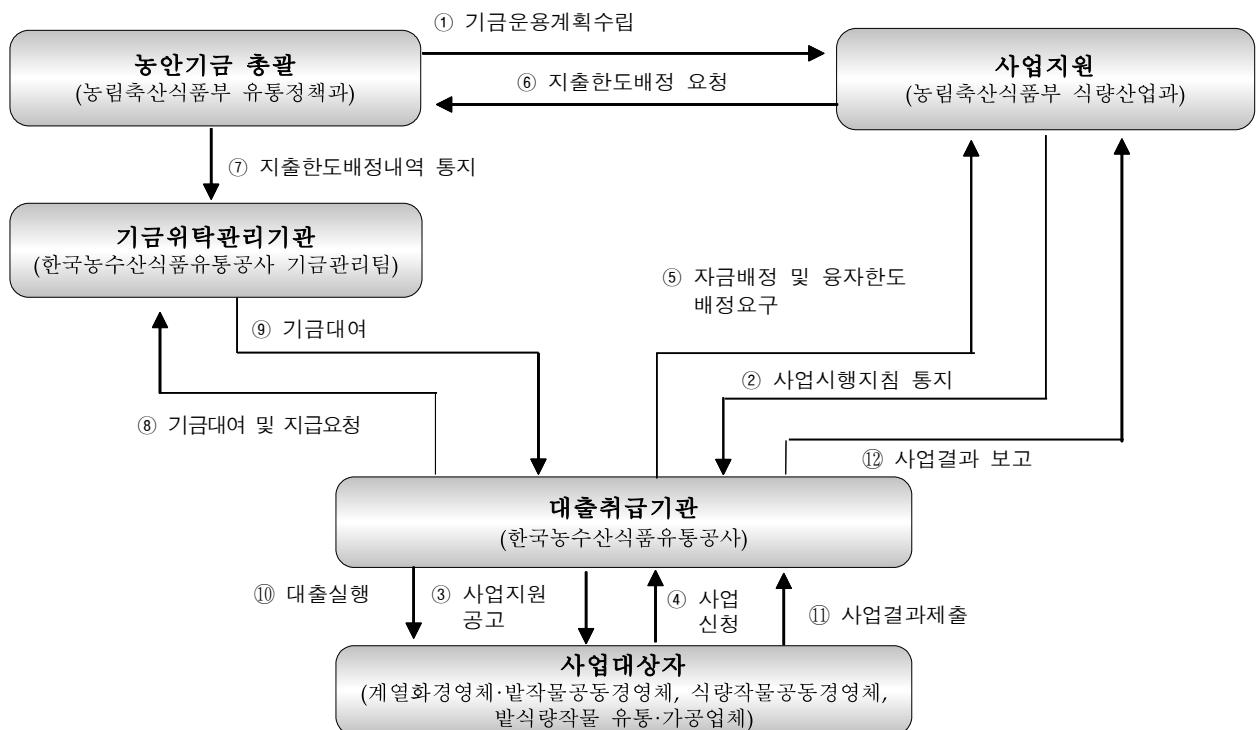 ① 기금운용계획수립
농안기금 총괄
(농림축산식품부 유통정책과)
사업지원
(농림축산식품부 식량산업과)
⑥ 지출한도배정 요청
⑦ 지출한도배정내역 통지
기금위탁관리기관
(한국농수산식품유통공사 기금관리팀)
⑤ 자금배정 및 융자한도
배정요구
⑨ 기금대여
② 사업시행지침 통지
⑧ 기금대여 및 지급요청
⑫ 사업결과 보고
대출취급기관
(한국농수산식품유통공사)
⑩ 대출실행
③ 사업지원
공고
④ 사업
신청
⑪ 사업결과제출
사업대상자
(계열화경영체·밭작물공동경영체, 식량작물공동경영체,
밭식량작물 유통·가공업체)